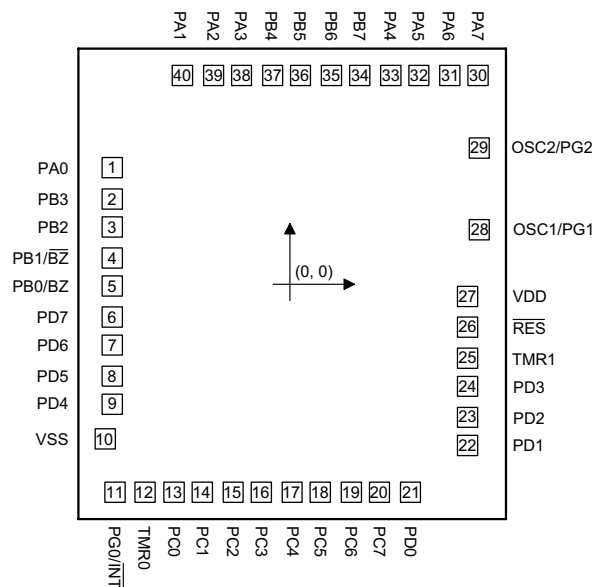 PA1 PA2 PA3 PB4 PB5 PB6 PB7 PA4 PA5 PA6 PA7
40 39 38 37 36 35 34 33 32 31 30
29 OSC2/PG2
PA0 1
PB3 2
PB2 3
28 OSC1/PG1
PB1/B̅Z̅ 4
(0, 0)
PB0/BZ 5
27 VDD
PD7 6
26 R̅E̅S̅
PD6 7
25 TMR1
PD5 8
24 PD3
PD4 9
23 PD2
VSS 10
22 PD1
11 12 13 14 15 16 17 18 19 20 21
PG0/I̅N̅T̅ TMR0 PC0 PC1 PC2 PC3 PC4 PC5 PC6 PC7 PD0